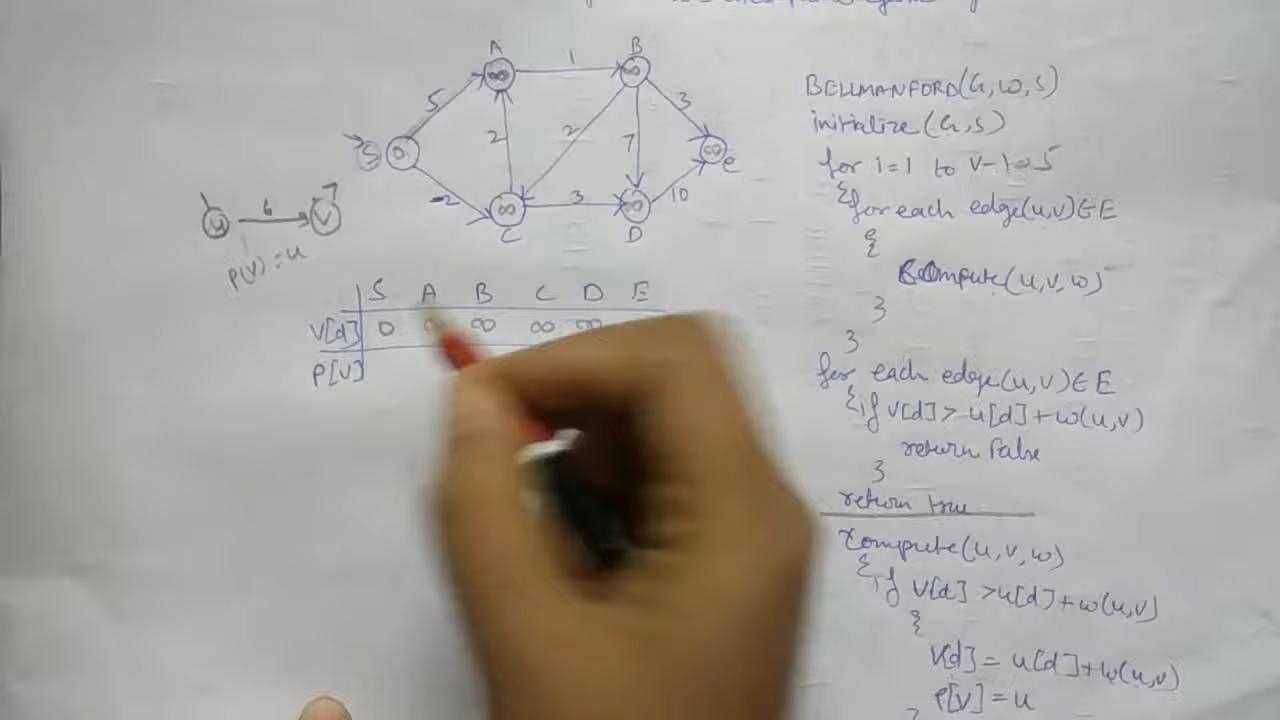 A
B
1
5
3
S
0
∞
∞
2
2
7
∞
e
-2
10
∞
3
∞
C
D
u
6
v
7
P(V) = u
S A B C D E
V[d] 0 ∞ ∞ ∞ ∞
P[V]
BELLMANFORD(G, w, s)
initialize(G, s)
for i=1 to V-1=5
{for each edge(u,v)∈E
{
Compute(u, v, w)
}
}
for each edge(u,v)∈E
{if v[d] > u[d]+w(u,v)
return False
}
return true
Compute(u, v, w)
{if V[d] >u[d]+w(u,v)
{
V[d] = u[d]+w(u,v)
P[V] = u